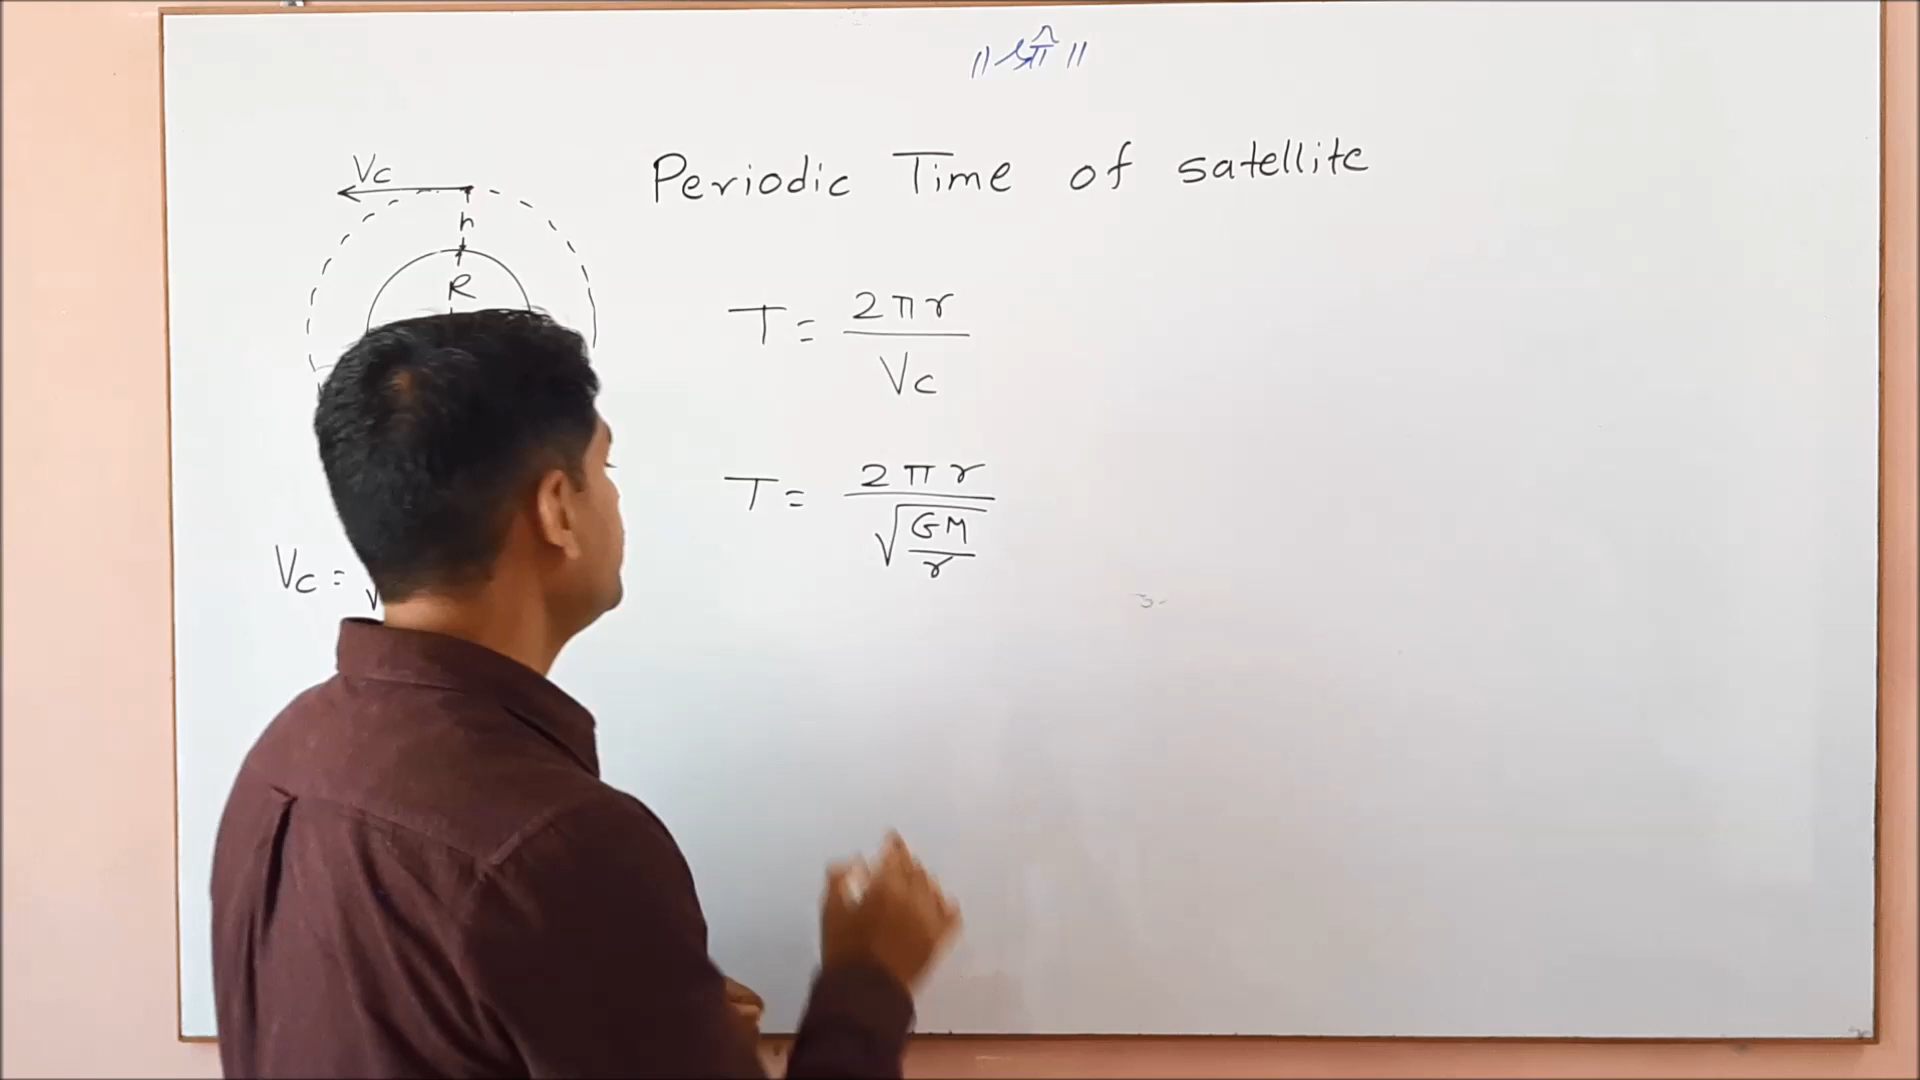 ॥ श्री ॥
Periodic Time of satellite
Vc
h
R
T = 2πr / Vc
T = 2πr / √(GM / r)
Vc = √